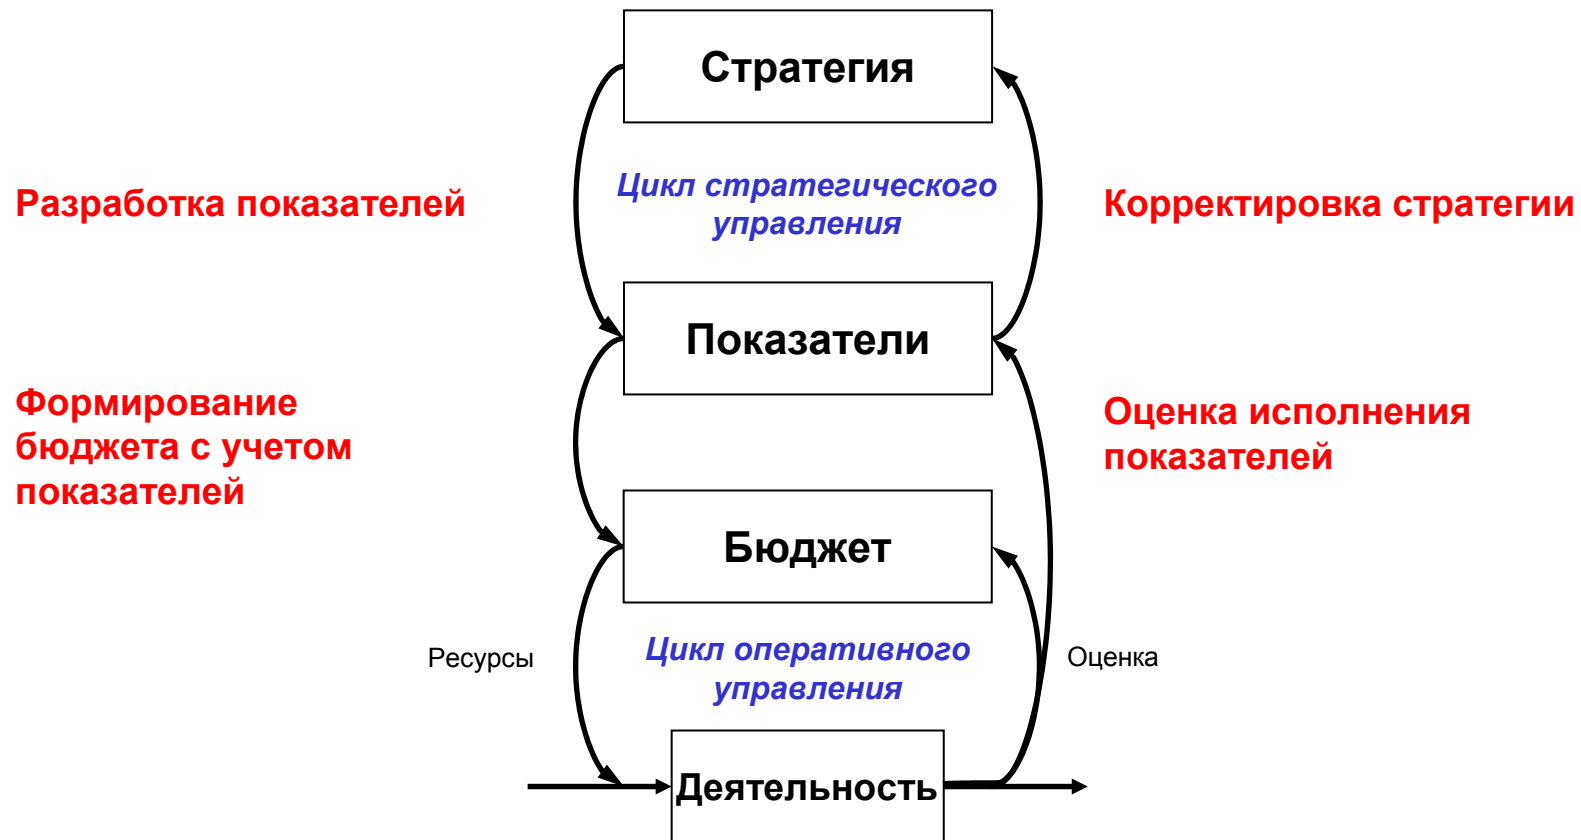 Стратегия
Разработка показателей
Цикл стратегического
управления
Корректировка стратегии
Показатели
Формирование
бюджета с учетом
показателей
Оценка исполнения
показателей
Бюджет
Ресурсы
Цикл оперативного
управления
Оценка
Деятельность